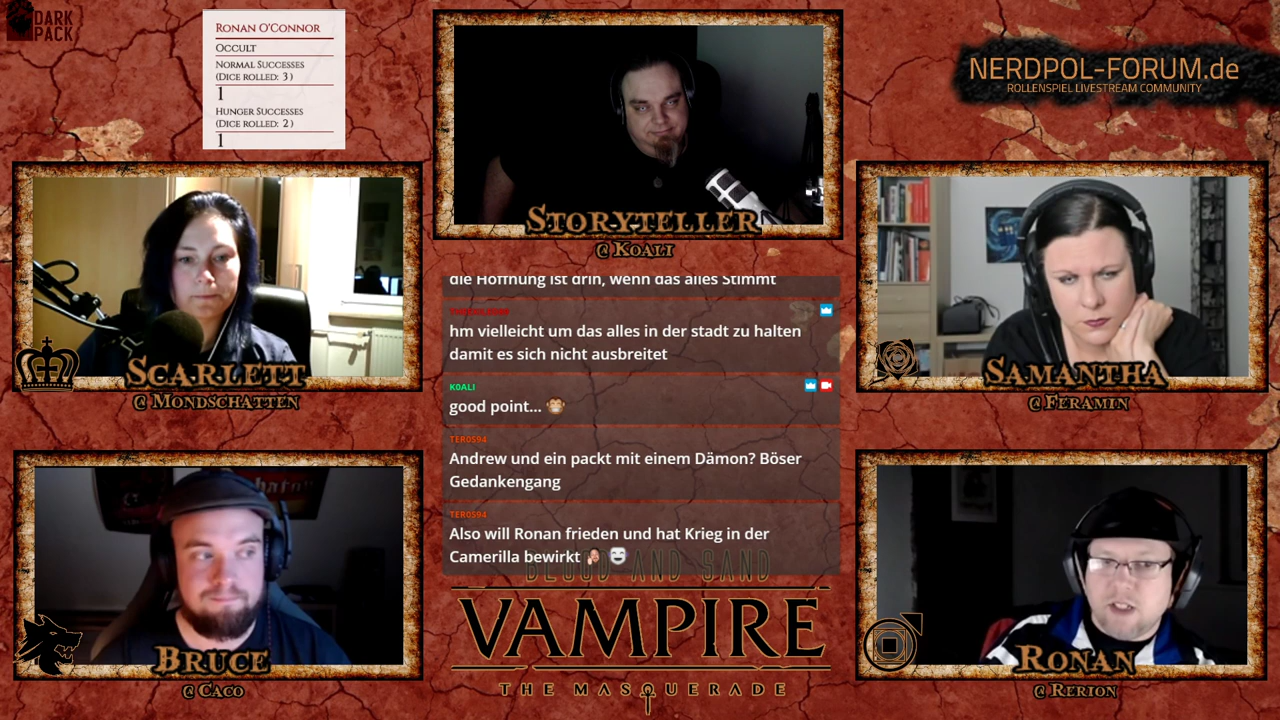 DARK
PACK
Ronan O'Connor
Occult
Normal Successes
(Dice rolled: 3)
1
Hunger Successes
(Dice rolled: 2)
1
NERDPOL-FORUM.de
ROLLENSPIEL LIVESTREAM COMMUNITY
Storyteller
@ Koali
Scarlett
@ Mondschatten
Samantha
@ Feramin
die Hoffnung ist drin, wenn das alles Stimmt
hm vielleicht um das alles in der stadt zu halten
damit es sich nicht ausbreitet
K0ALI
good point...
TER0S94
Andrew und ein packt mit einem Dämon? Böser
Gedankengang
TER0S94
Also will Ronan frieden und hat Krieg in der
Camerilla bewirkt
BLOOD AND SAND
VAMPIRE
THE MASQUERADE
Bruce
@ Caco
Ronan
@ Rerion